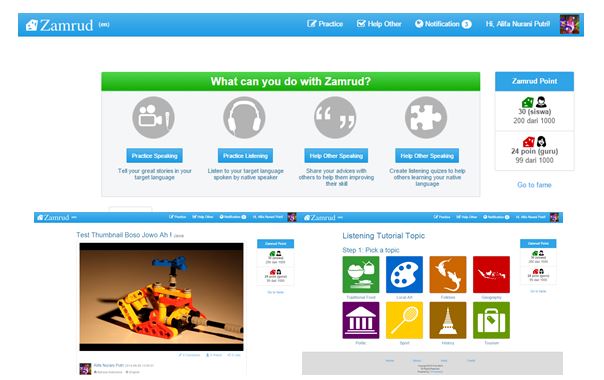 Zamrud (en)
Practice
Help Other
Notification 1
Hi, Alifa Nurani Putri!
What can you do with Zamrud?
Practice Speaking
Practice Listening
Help Other Speaking
Help Other Speaking
Tell your great stories in your target language
Listen to your target language spoken by native speaker
Share your advices with others to help them improving their skill
Create listening quizes to help others learning your native language
Zamrud Point
30 (siswa)
200 dari 1000
24 poin (guru)
99 dari 1000
Go to fame
Zamrud
Practice
Help Other
Notification
Hi, Alifa Nurani Putri!
Test Thumbnail Boso Jowo Ah ! Java
Zamrud Point
30 (siswa)
200 dari 1000
24 poin (guru)
99 dari 1000
Go to fame
Alifa Nurani Putri
Zamrud
Practice
Help Other
Notification
Hi, Alifa Nurani Putri!
Listening Tutorial Topic
Step 1: Pick a topic
Traditional Food
Local Art
Folktale
Geography
Politic
Sport
History
Tourism
Zamrud Point
30 (siswa)
200 dari 1000
24 poin (guru)
99 dari 1000
Go to fame